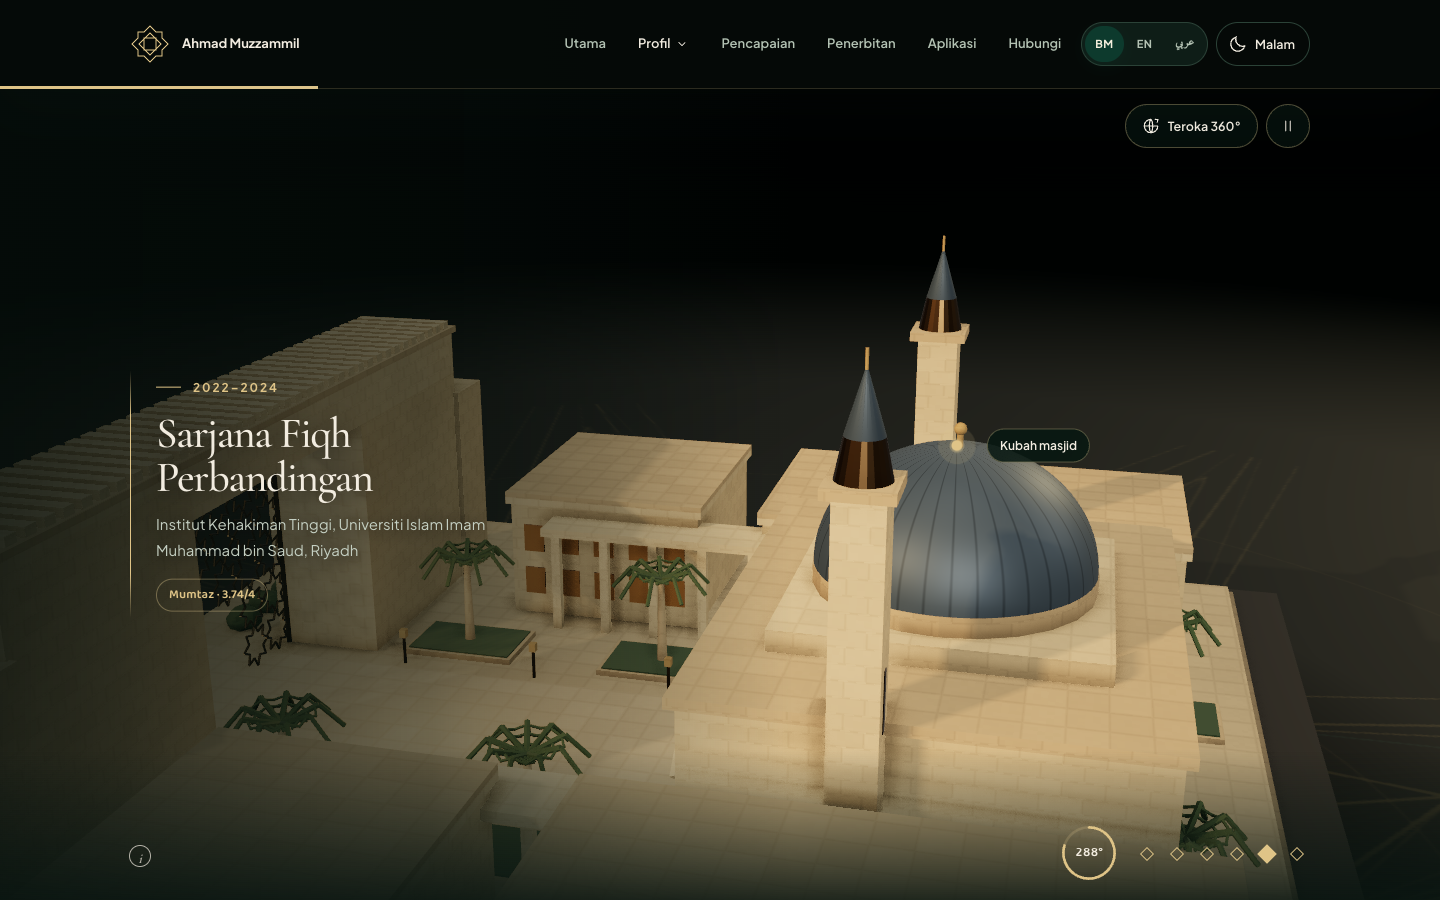 Ahmad Muzzammil
Utama
Profil
Pencapaian
Penerbitan
Aplikasi
Hubungi
BM
EN
عربي
Malam
Teroka 360°
2022–2024
Sarjana Fiqh
Perbandingan
Institut Kehakiman Tinggi, Universiti Islam Imam
Muhammad bin Saud, Riyadh
Mumtaz · 3.74/4
Kubah masjid
i
288°